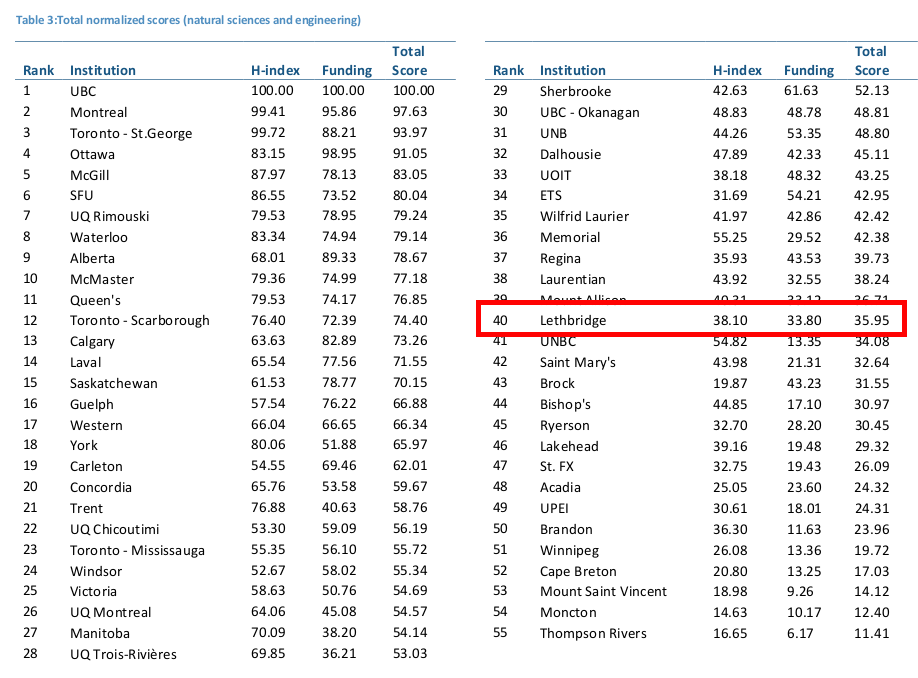 Table 3:Total normalized scores (natural sciences and engineering)
Rank Institution H-index Funding Total Score
1 UBC 100.00 100.00 100.00
2 Montreal 99.41 95.86 97.63
3 Toronto - St.George 99.72 88.21 93.97
4 Ottawa 83.15 98.95 91.05
5 McGill 87.97 78.13 83.05
6 SFU 86.55 73.52 80.04
7 UQ Rimouski 79.53 78.95 79.24
8 Waterloo 83.34 74.94 79.14
9 Alberta 68.01 89.33 78.67
10 McMaster 79.36 74.99 77.18
11 Queen's 79.53 74.17 76.85
12 Toronto - Scarborough 76.40 72.39 74.40
13 Calgary 63.63 82.89 73.26
14 Laval 65.54 77.56 71.55
15 Saskatchewan 61.53 78.77 70.15
16 Guelph 57.54 76.22 66.88
17 Western 66.04 66.65 66.34
18 York 80.06 51.88 65.97
19 Carleton 54.55 69.46 62.01
20 Concordia 65.76 53.58 59.67
21 Trent 76.88 40.63 58.76
22 UQ Chicoutimi 53.30 59.09 56.19
23 Toronto - Mississauga 55.35 56.10 55.72
24 Windsor 52.67 58.02 55.34
25 Victoria 58.63 50.76 54.69
26 UQ Montreal 64.06 45.08 54.57
27 Manitoba 70.09 38.20 54.14
28 UQ Trois-Rivières 69.85 36.21 53.03
Rank Institution H-index Funding Total Score
29 Sherbrooke 42.63 61.63 52.13
30 UBC - Okanagan 48.83 48.78 48.81
31 UNB 44.26 53.35 48.80
32 Dalhousie 47.89 42.33 45.11
33 UOIT 38.18 48.32 43.25
34 ETS 31.69 54.21 42.95
35 Wilfrid Laurier 41.97 42.86 42.42
36 Memorial 55.25 29.52 42.38
37 Regina 35.93 43.53 39.73
38 Laurentian 43.92 32.55 38.24
39 Mount Allison 40.31 33.12 36.71
40 Lethbridge 38.10 33.80 35.95
41 UNBC 54.82 13.35 34.08
42 Saint Mary's 43.98 21.31 32.64
43 Brock 19.87 43.23 31.55
44 Bishop's 44.85 17.10 30.97
45 Ryerson 32.70 28.20 30.45
46 Lakehead 39.16 19.48 29.32
47 St. FX 32.75 19.43 26.09
48 Acadia 25.05 23.60 24.32
49 UPEI 30.61 18.01 24.31
50 Brandon 36.30 11.63 23.96
51 Winnipeg 26.08 13.36 19.72
52 Cape Breton 20.80 13.25 17.03
53 Mount Saint Vincent 18.98 9.26 14.12
54 Moncton 14.63 10.17 12.40
55 Thompson Rivers 16.65 6.17 11.41